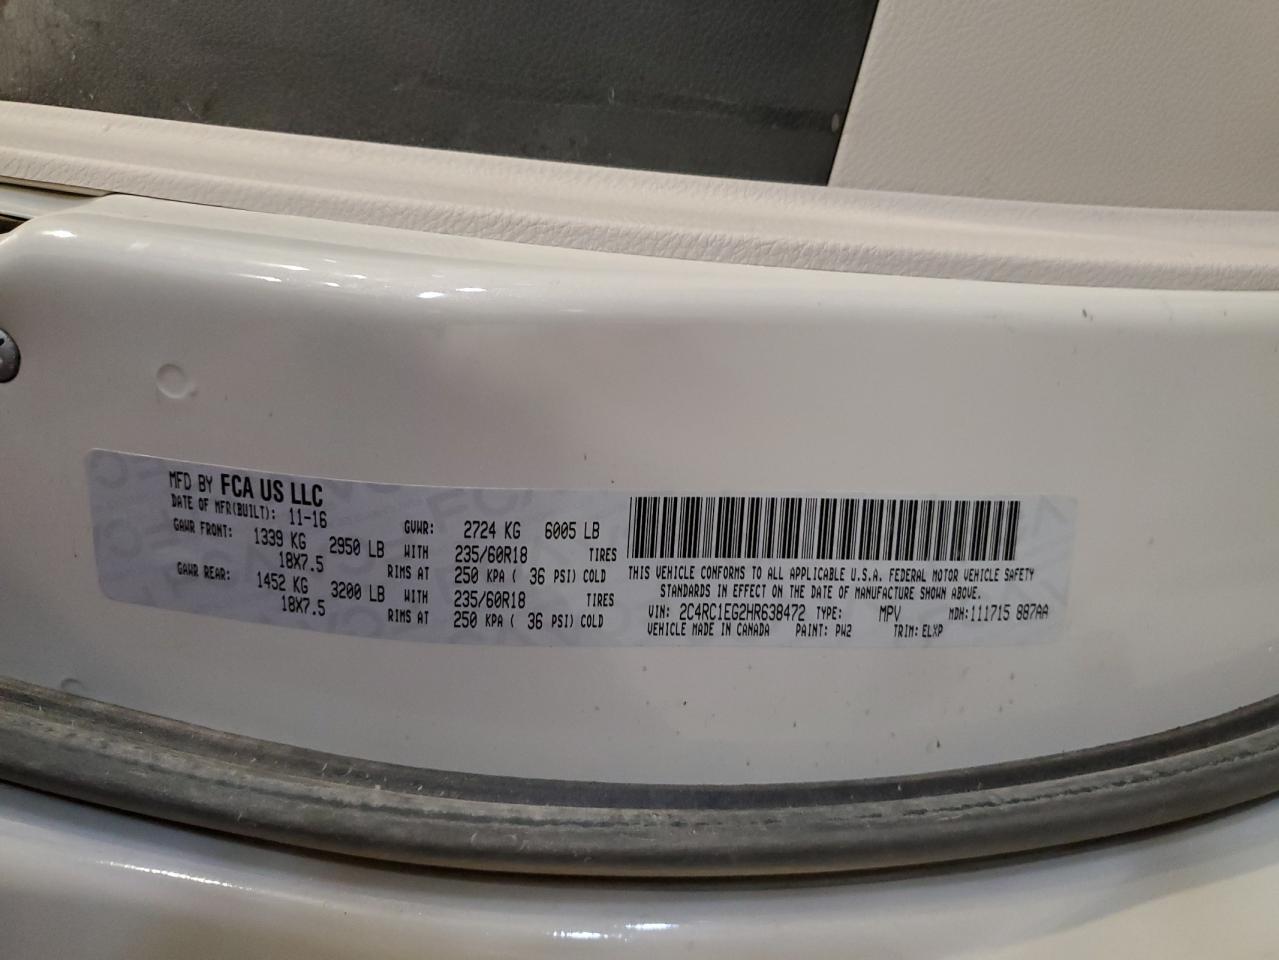 MFD BY FCA US LLC
DATE OF MFR(BUILT): 11-16
GVWR: 2724 KG 6005 LB
GAWR FRONT: 1339 KG 2950 LB WITH 235/60R18 TIRES
18X7.5 RIMS AT 250 KPA ( 36 PSI) COLD
GAWR REAR: 1452 KG 3200 LB WITH 235/60R18 TIRES
18X7.5 RIMS AT 250 KPA ( 36 PSI) COLD
THIS VEHICLE CONFORMS TO ALL APPLICABLE U.S.A. FEDERAL MOTOR VEHICLE SAFETY
STANDARDS IN EFFECT ON THE DATE OF MANUFACTURE SHOWN ABOVE.
VIN: 2C4RC1EG2HR638472 TYPE: MPV MDH:111715 887AA
VEHICLE MADE IN CANADA PAINT: PW2 TRIM: ELXP